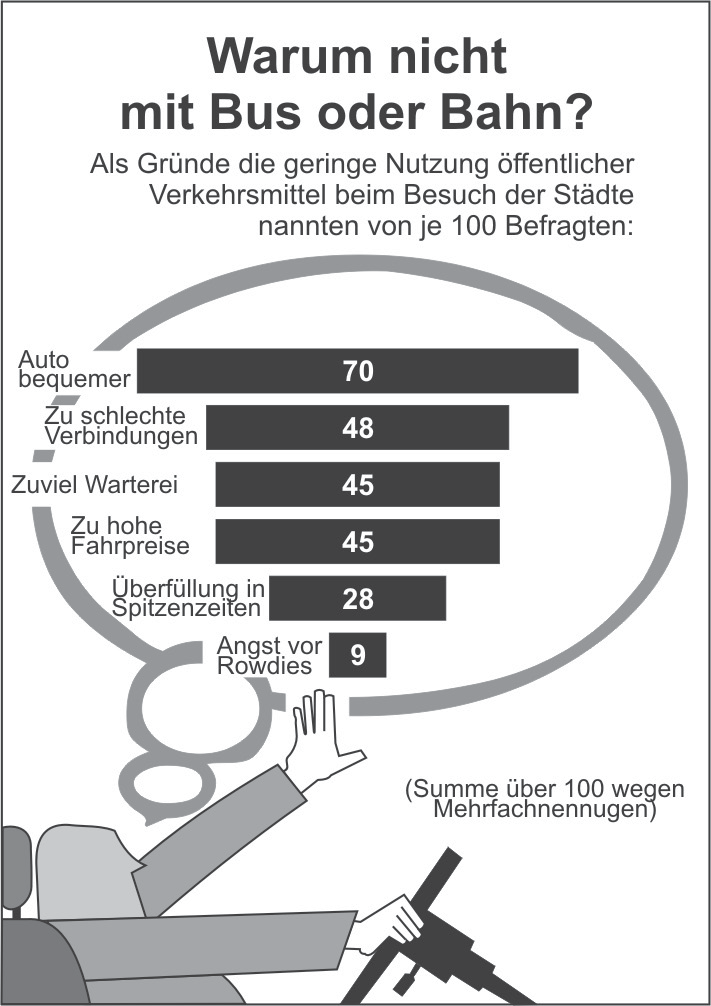 Warum nicht
mit Bus oder Bahn?
Als Gründe die geringe Nutzung öffentlicher
Verkehrsmittel beim Besuch der Städte
nannten von je 100 Befragten:
Auto
bequemer
70
Zu schlechte
Verbindungen
48
Zuviel Warterei
45
Zu hohe
Fahrpreise
45
Überfüllung in
Spitzenzeiten
28
Angst vor
Rowdies
9
(Summe über 100 wegen
Mehrfachnennugen)